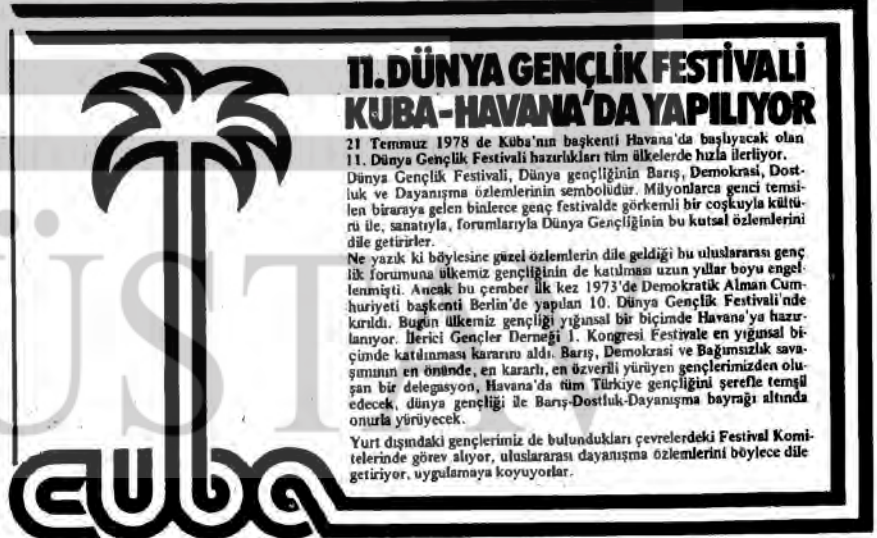 11. DÜNYA GENÇLİK FESTİVALİ
KUBA-HAVANA'DA YAPILIYOR
21 Temmuz 1978 de Küba'nın başkenti Havana'da başlıyacak olan
11. Dünya Gençlik Festivali hazırlıkları tüm ülkelerde hızla ilerliyor.
Dünya Gençlik Festivali, Dünya gençliğinin Barış, Demokrasi, Dost-
luk ve Dayanışma özlemlerinin sembolüdür. Milyonlarca genci temsi-
len biraraya gelen binlerce genç festivalde görkemli bir coşkuyla kültü-
rü ile, sanatıyla, forumlarıyla Dünya Gençliğinin bu kutsal özlemlerini
dile getirirler.
Ne yazık ki böylesine güzel özlemlerin dile geldiği bu uluslararası genç
lik forumuna ülkemiz gençliğinin de katılması uzun yıllar boyu engel-
lenmişti. Ancak bu çember ilk kez 1973'de Demokratik Alman Cum-
huriyeti başkenti Berlin'de yapılan 10. Dünya Gençlik Festivali'nde
kırıldı. Bugün ülkemiz gençliği yığınsal bir biçimde Havana'ya hazır-
lanıyor. İlerici Gençler Derneği 1. Kongresi Festivale en yığınsal bi-
çimde katılınması kararını aldı. Barış, Demokrasi ve Bağımsızlık sava-
şımının en önünde, en kararlı, en özverili yürüyen gençlerimizden olu-
şan bir delegasyon, Havana'da tüm Türkiye gençliğini şerefle temsil
edecek, dünya gençliği ile Barış-Dostluk-Dayanışma bayrağı altında
onurla yürüyecek.
Yurt dışındaki gençlerimiz de bulundukları çevrelerdeki Festival Komi-
telerinde görev alıyor, uluslararası dayanışma özlemlerini böylece dile
getiriyor, uygulamaya koyuyorlar.
cuba
ÜSTAV